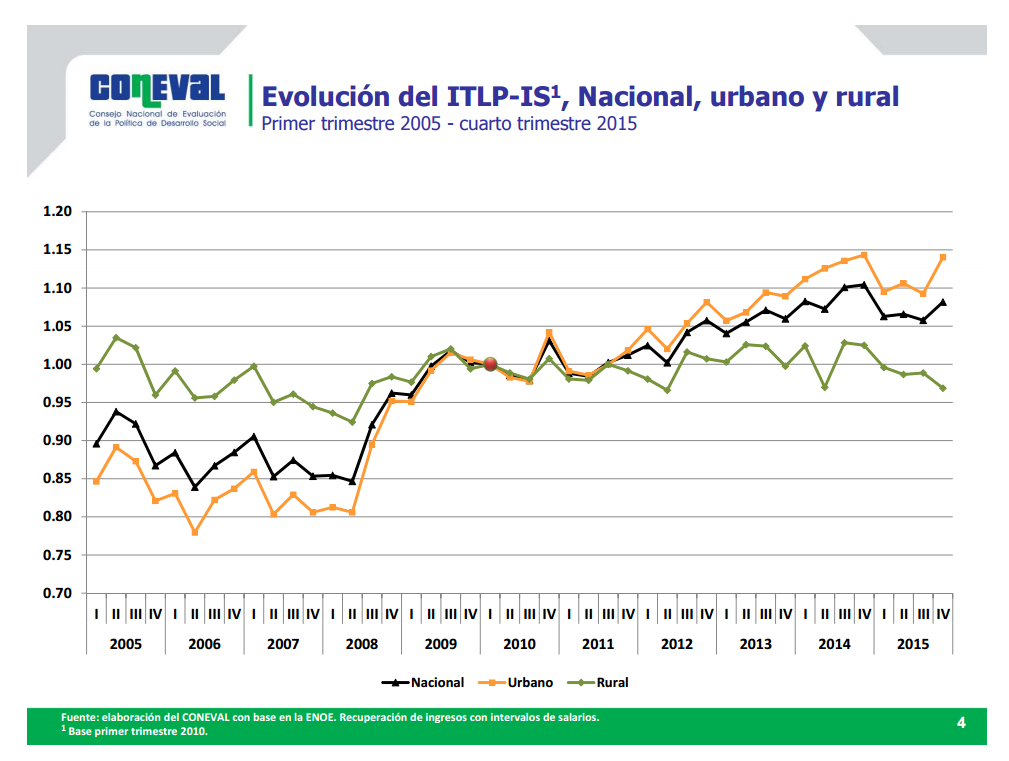 CONEVAL
Consejo Nacional de Evaluación
de la Política de Desarrollo Social
Evolución del ITLP-IS¹, Nacional, urbano y rural
Primer trimestre 2005 - cuarto trimestre 2015
1.20
1.15
1.10
1.05
1.00
0.95
0.90
0.85
0.80
0.75
0.70
I II III IV I II III IV I II III IV I II III IV I II III IV I II III IV I II III IV I II III IV I II III IV I II III IV I II III IV
2005 2006 2007 2008 2009 2010 2011 2012 2013 2014 2015
Nacional Urbano Rural
Fuente: elaboración del CONEVAL con base en la ENOE. Recuperación de ingresos con intervalos de salarios.
¹ Base primer trimestre 2010.
4